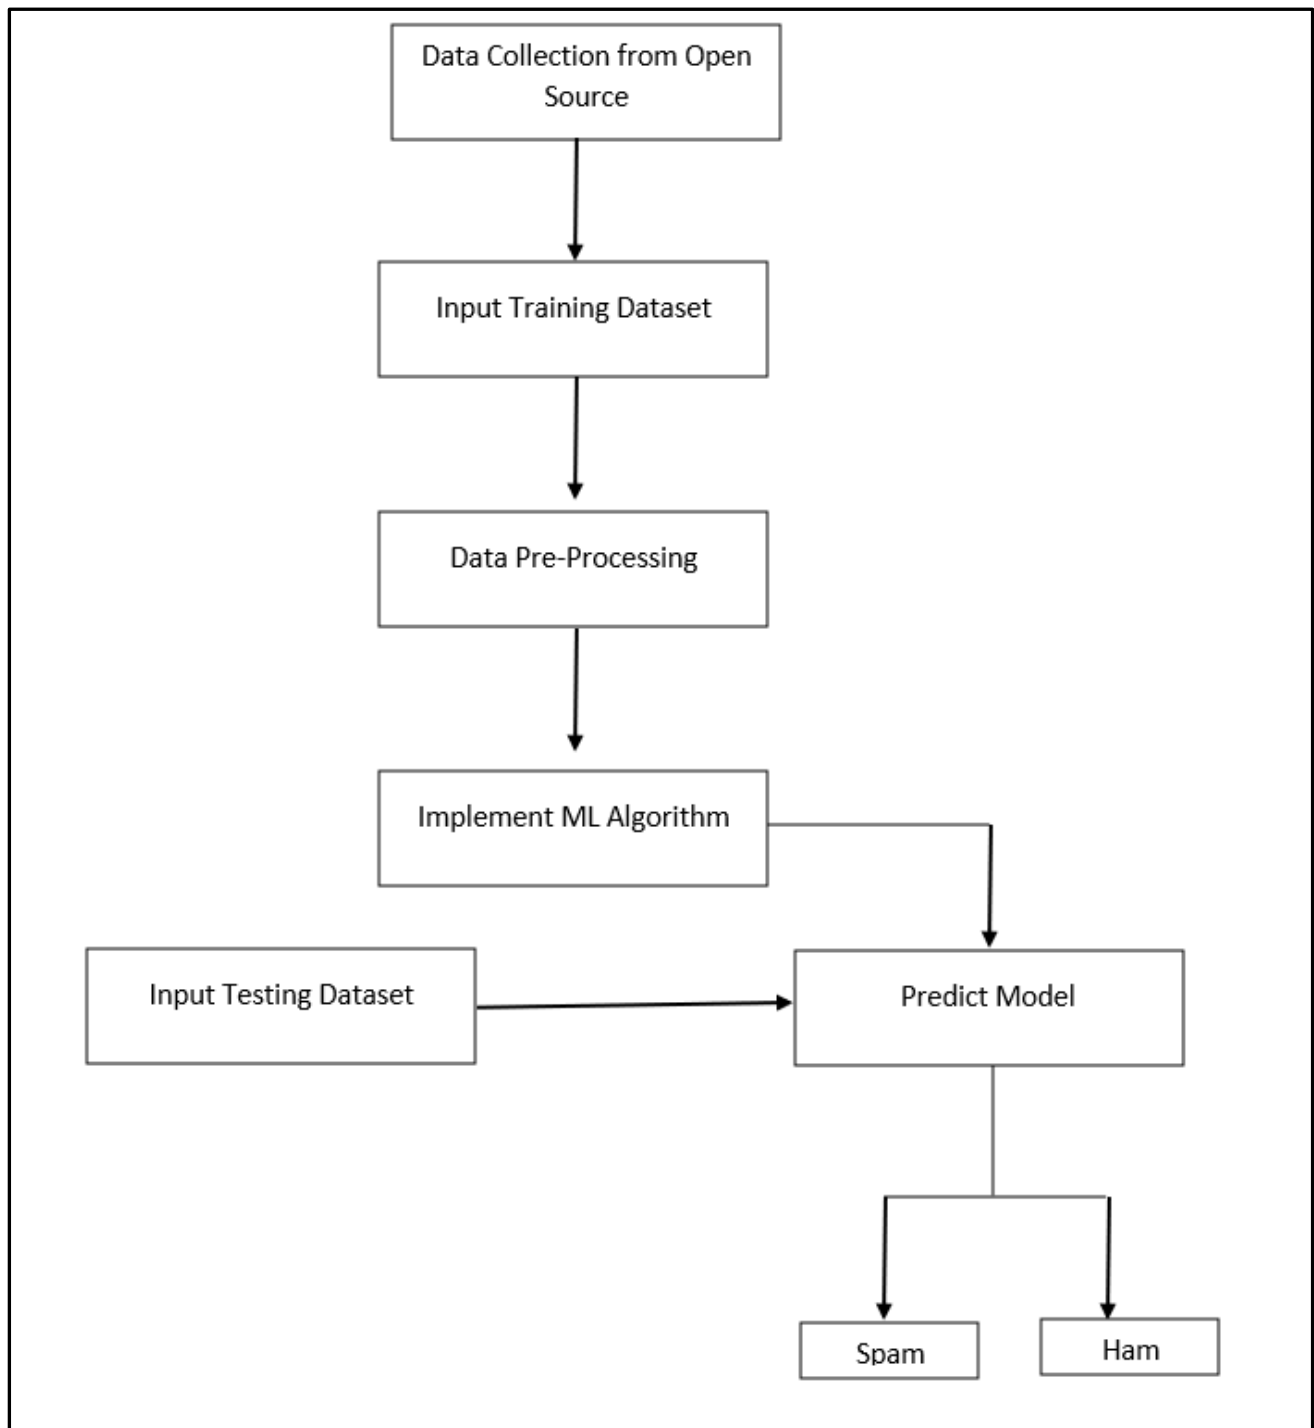 Data Collection from Open
Source
Input Training Dataset
Data Pre-Processing
Implement ML Algorithm
Input Testing Dataset
Predict Model
Spam
Ham